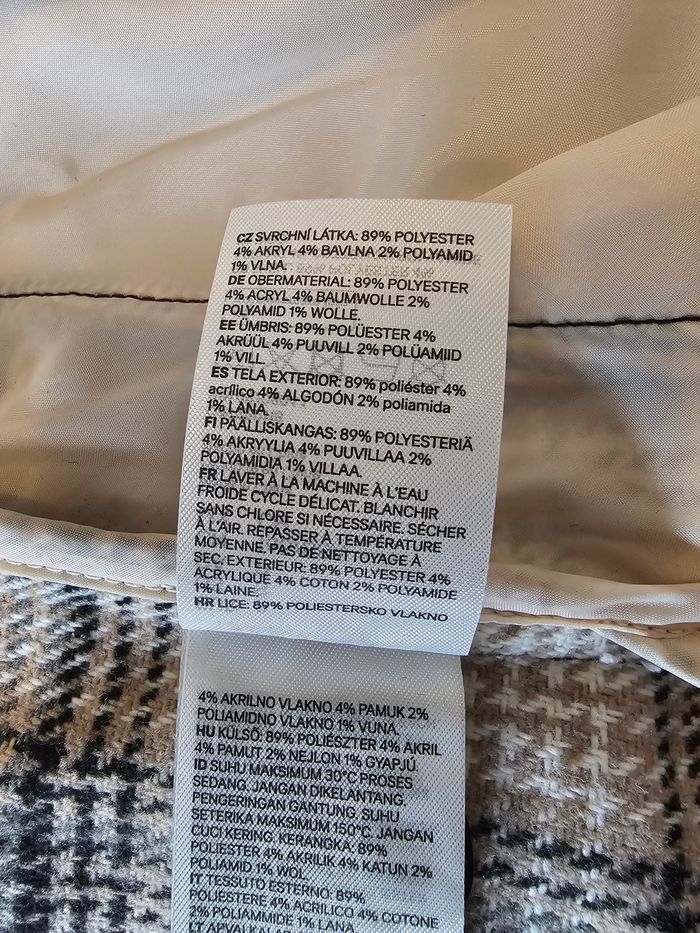 CZ SVRCHNÍ LÁTKA: 89% POLYESTER
4% AKRYL 4% BAVLNA 2% POLYAMID
1% VLNA.
DE OBERMATERIAL: 89% POLYESTER
4% ACRYL 4% BAUMWOLLE 2%
POLYAMID 1% WOLLE.
EE ÜMBRIS: 89% POLÜESTER 4%
AKRÜÜL 4% PUUVILL 2% POLÜAMIID
1% VILL.
ES TELA EXTERIOR: 89% poliéster 4%
acrílico 4% ALGODÓN 2% poliamida
1% LANA.
FI PÄÄLLISKANGAS: 89% POLYESTERIÄ
4% AKRYYLIA 4% PUUVILLAA 2%
POLYAMIDIA 1% VILLAA.
FR LAVER À LA MACHINE À L'EAU
FROIDE CYCLE DÉLICAT. BLANCHIR
SANS CHLORE SI NÉCESSAIRE. SÉCHER
À L'AIR. REPASSER À TEMPÉRATURE
MOYENNE. PAS DE NETTOYAGE À
SEC. EXTERIEUR: 89% POLYESTER 4%
ACRYLIQUE 4% COTON 2% POLYAMIDE
1% LAINE.
HR LICE: 89% POLIESTERSKO VLAKNO
4% AKRILNO VLAKNO 4% PAMUK 2%
POLIAMIDNO VLAKNO 1% VUNA.
HU KÜLSŐ: 89% POLIÉSZTER 4% AKRIL
4% PAMUT 2% NEJLON 1% GYAPJÚ.
ID SUHU MAKSIMUM 30°C PROSES
SEDANG. JANGAN DIKELANTANG.
PENGERINGAN GANTUNG. SUHU
SETERIKA MAKSIMUM 150°C. JANGAN
CUCI KERING. KERANGKA: 89%
POLIESTER 4% AKRILIK 4% KATUN 2%
POLIAMID 1% WOL.
IT TESSUTO ESTERNO: 89%
POLIESTERE 4% ACRILICO 4% COTONE
2% POLIAMMIDE 1% LANA.
LT